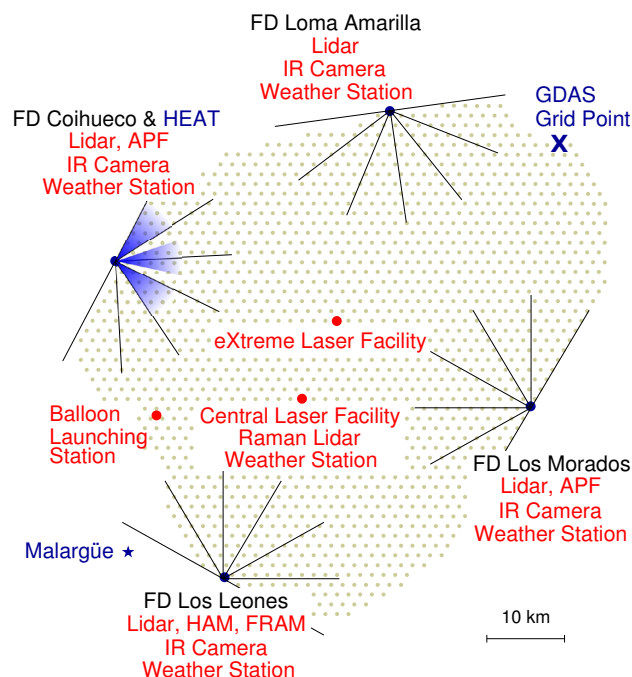 FD Loma Amarilla
Lidar
IR Camera
Weather Station
GDAS
Grid Point
X
FD Coihueco & HEAT
Lidar, APF
IR Camera
Weather Station
eXtreme Laser Facility
Balloon
Launching
Station
Central Laser Facility
Raman Lidar
Weather Station
FD Los Morados
Lidar, APF
IR Camera
Weather Station
Malargüe
FD Los Leones
Lidar, HAM, FRAM
IR Camera
Weather Station
10 km